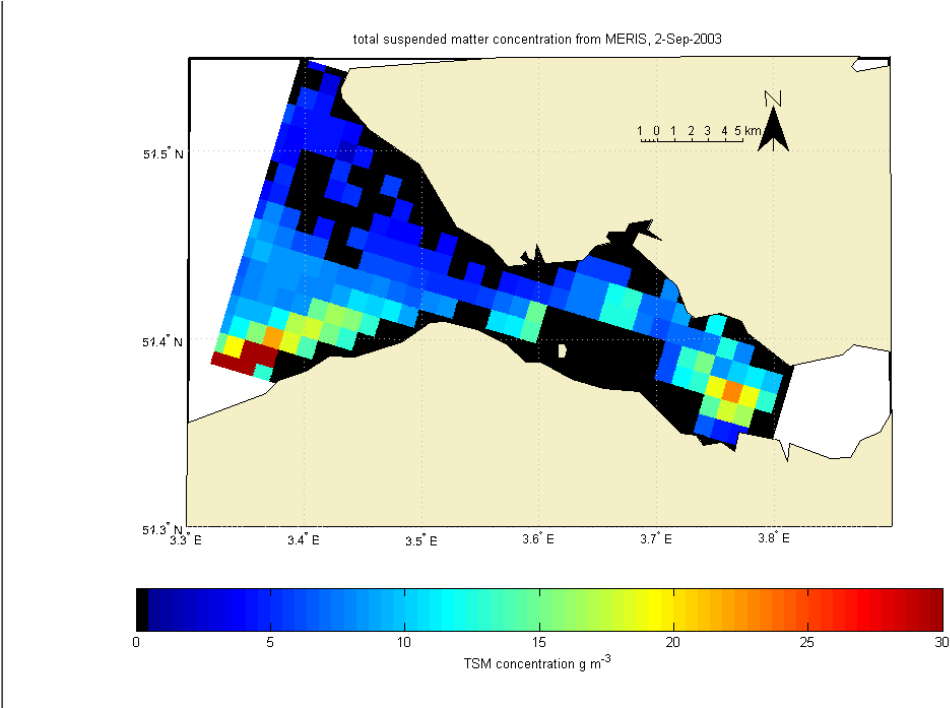 total suspended matter concentration from MERIS, 2-Sep-2003
N
1 0 1 2 3 4 5 km
51.5° N
51.4° N
51.3° N
3.3° E 3.4° E 3.5° E 3.6° E 3.7° E 3.8° E
0 5 10 15 20 25 30
TSM concentration g m-3